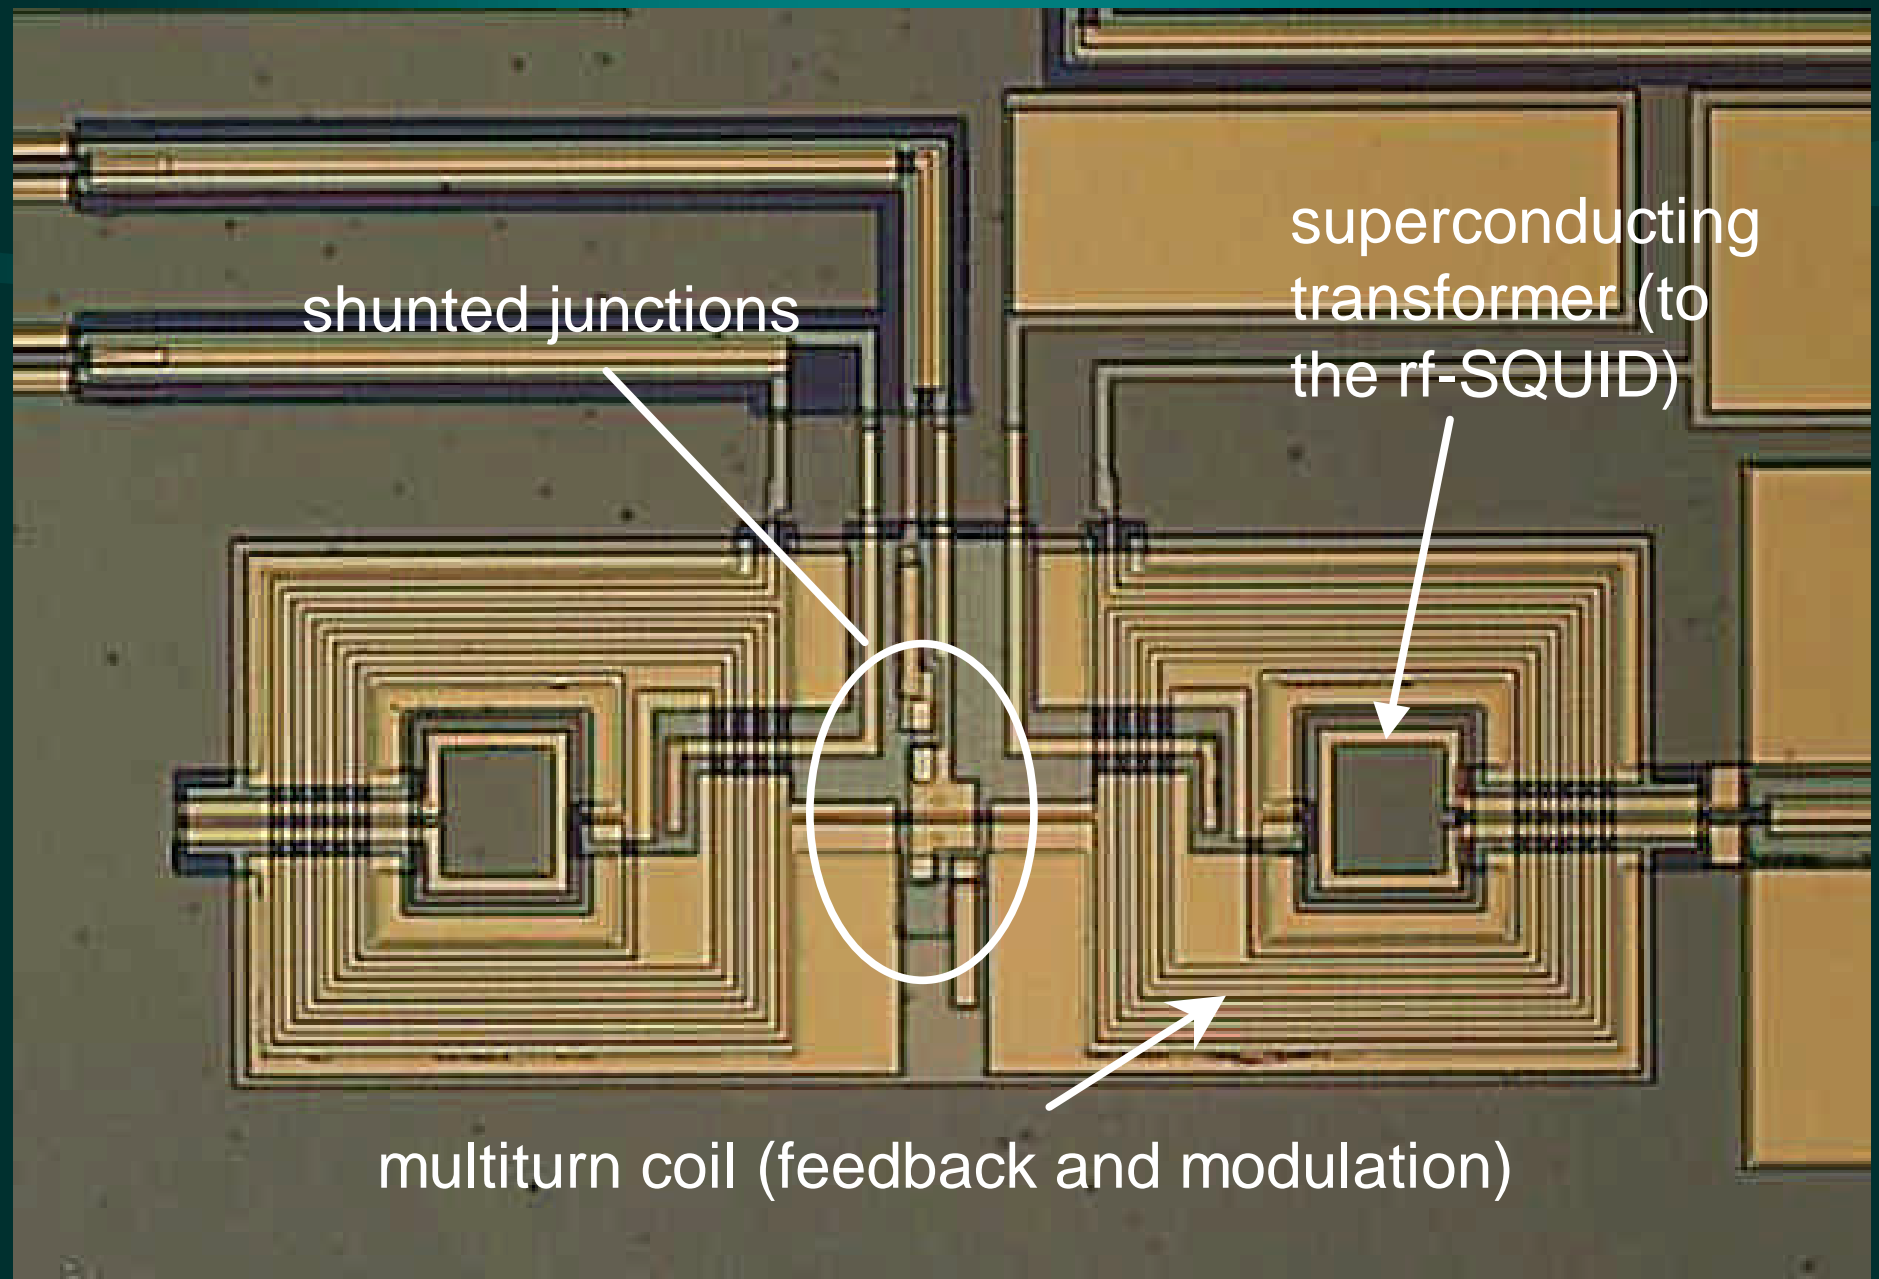 superconducting
transformer (to
the rf-SQUID)
shunted junctions
multiturn coil (feedback and modulation)